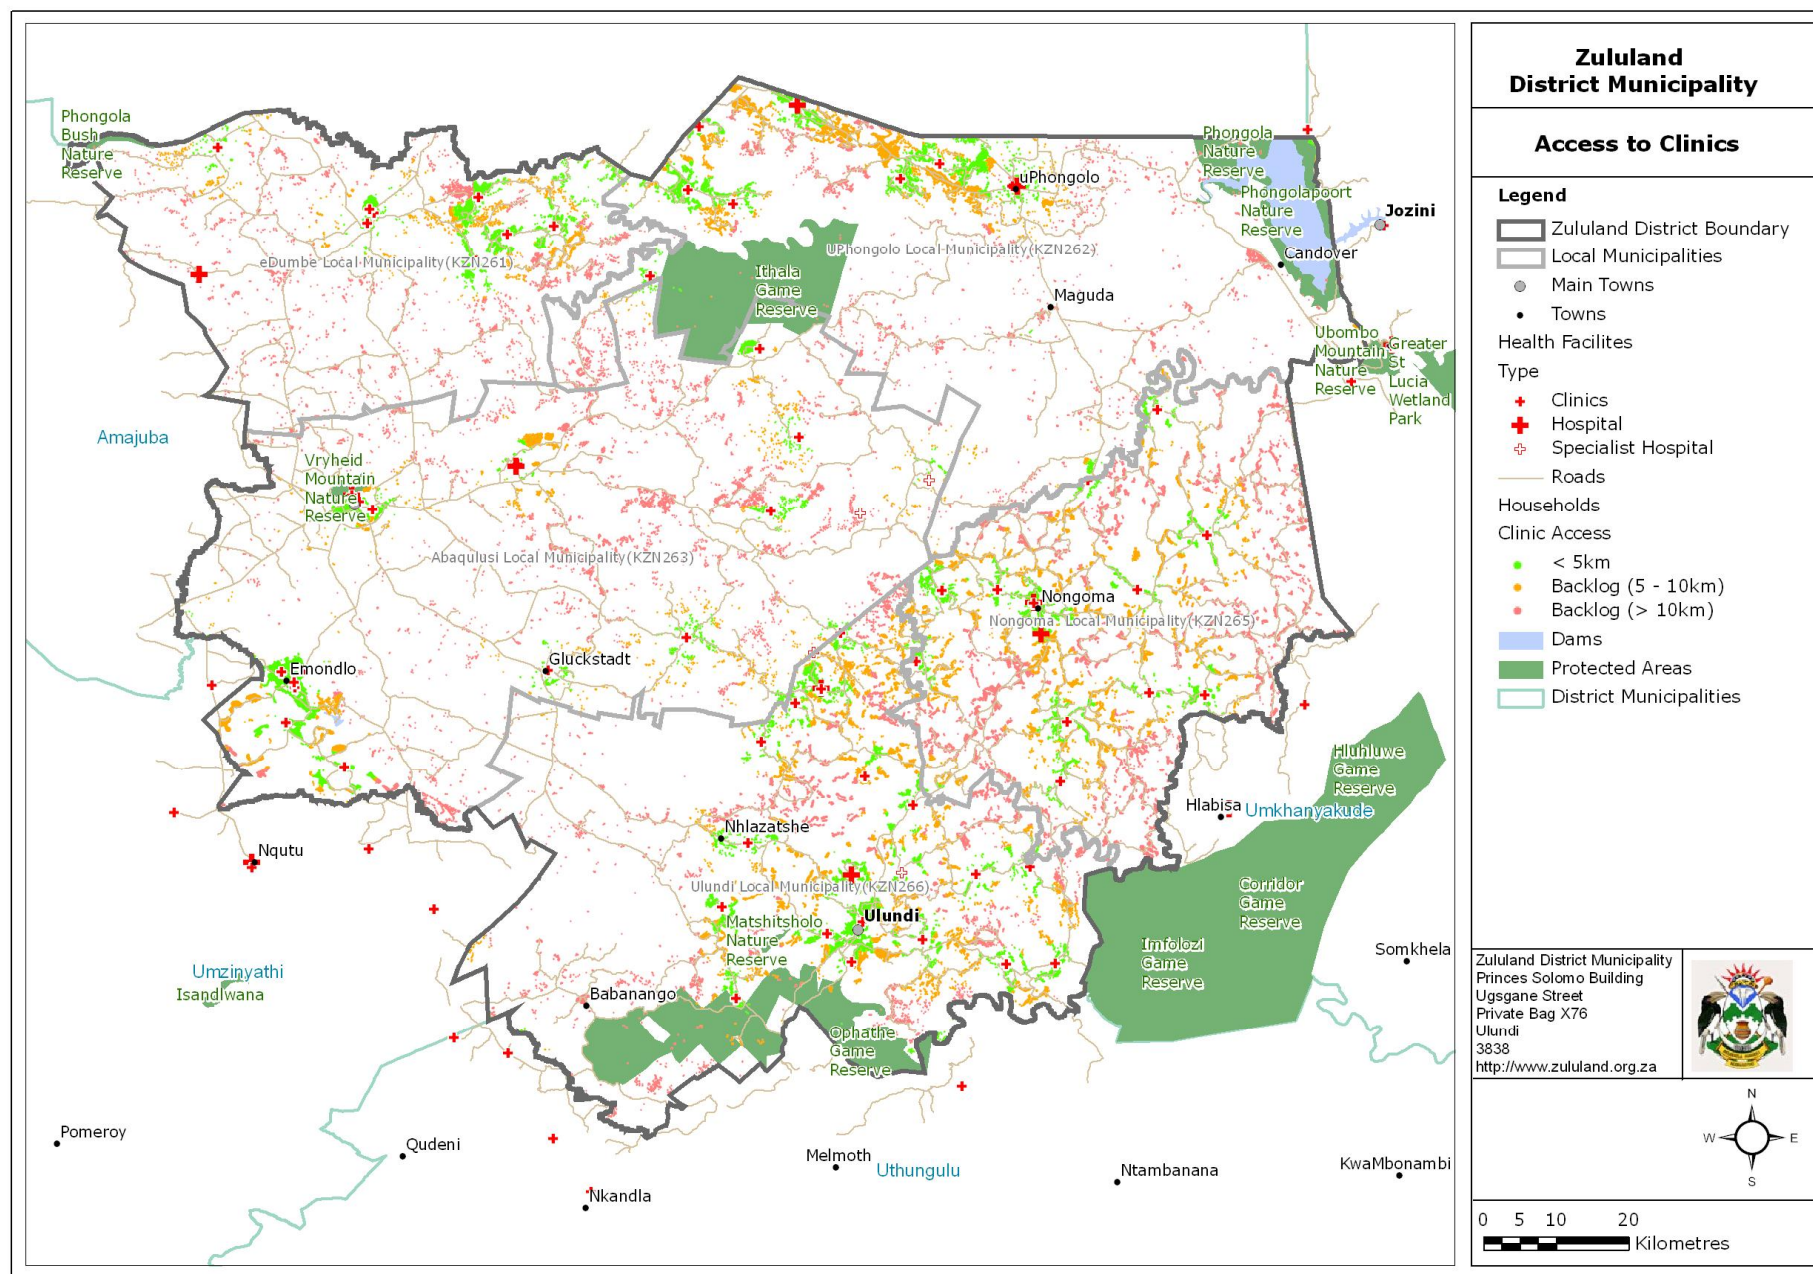 Zululand
District Municipality
Access to Clinics
Legend
Zululand District Boundary
Local Municipalities
Main Towns
Towns
Health Facilites
Type
Clinics
Hospital
Specialist Hospital
Roads
Households
Clinic Access
< 5km
Backlog (5 - 10km)
Backlog (> 10km)
Dams
Protected Areas
District Municipalities
Zululand District Municipality
Princes Solomo Building
Ugsgane Street
Private Bag X76
Ulundi
3838
http://www.zululand.org.za
N
W
E
S
0 5 10 20
Kilometres
Phongola
Bush
Nature
Reserve
Phongola
Nature
Reserve
Phongolapoort
Nature
Reserve
uPhongolo
Jozini
Candover
eDumbe Local Municipality(KZN261)
UPhongolo Local Municipality(KZN262)
Ithala
Game
Reserve
Maguda
Ubombo
Mountain
Nature
Reserve
Greater
St
Lucia
Wetland
Park
Amajuba
Vryheid
Mountain
Nature
Reserve
Abaqulusi Local Municipality(KZN263)
Nongoma
Nongoma Local Municipality(KZN265)
Emondlo
Gluckstadt
Hluhluwe
Game
Reserve
Hlabisa
Umkhanyakude
Nhlazatshe
Nqutu
Ulundi Local Municipality(KZN266)
Ulundi
Corridor
Game
Reserve
Matshitsholo
Nature
Reserve
Imfolozi
Game
Reserve
Somkhela
Umzinyathi
Isandlwana
Babanango
Ophathe
Game
Reserve
Pomeroy
Qudeni
Melmoth
Uthungulu
Ntambanana
KwaMbonambi
Nkandla